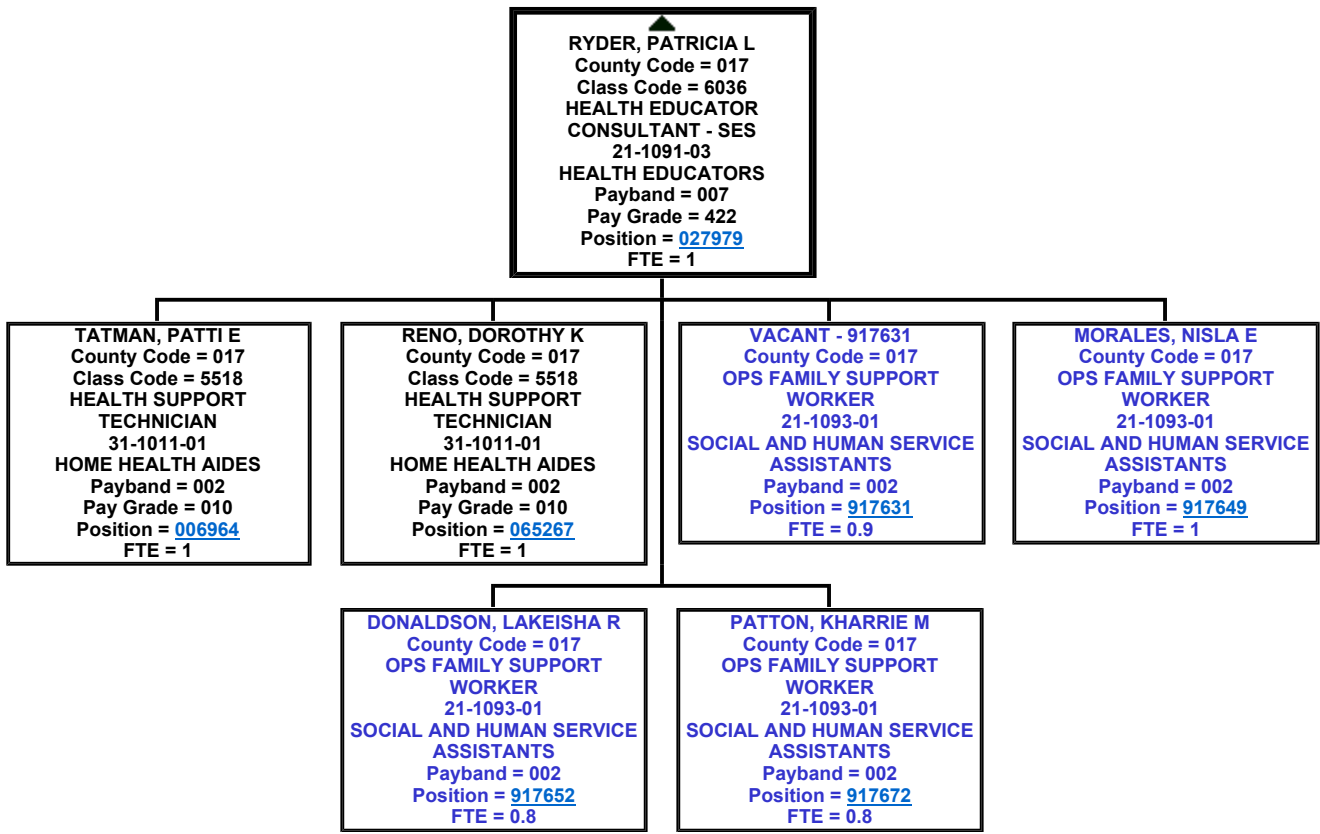 RYDER, PATRICIA L
County Code = 017
Class Code = 6036
HEALTH EDUCATOR
CONSULTANT - SES
21-1091-03
HEALTH EDUCATORS
Payband = 007
Pay Grade = 422
Position = 027979
FTE = 1
TATMAN, PATTI E
County Code = 017
Class Code = 5518
HEALTH SUPPORT
TECHNICIAN
31-1011-01
HOME HEALTH AIDES
Payband = 002
Pay Grade = 010
Position = 006964
FTE = 1
RENO, DOROTHY K
County Code = 017
Class Code = 5518
HEALTH SUPPORT
TECHNICIAN
31-1011-01
HOME HEALTH AIDES
Payband = 002
Pay Grade = 010
Position = 065267
FTE = 1
VACANT - 917631
County Code = 017
OPS FAMILY SUPPORT
WORKER
21-1093-01
SOCIAL AND HUMAN SERVICE
ASSISTANTS
Payband = 002
Position = 917631
FTE = 0.9
MORALES, NISLA E
County Code = 017
OPS FAMILY SUPPORT
WORKER
21-1093-01
SOCIAL AND HUMAN SERVICE
ASSISTANTS
Payband = 002
Position = 917649
FTE = 1
DONALDSON, LAKEISHA R
County Code = 017
OPS FAMILY SUPPORT
WORKER
21-1093-01
SOCIAL AND HUMAN SERVICE
ASSISTANTS
Payband = 002
Position = 917652
FTE = 0.8
PATTON, KHARRIE M
County Code = 017
OPS FAMILY SUPPORT
WORKER
21-1093-01
SOCIAL AND HUMAN SERVICE
ASSISTANTS
Payband = 002
Position = 917672
FTE = 0.8